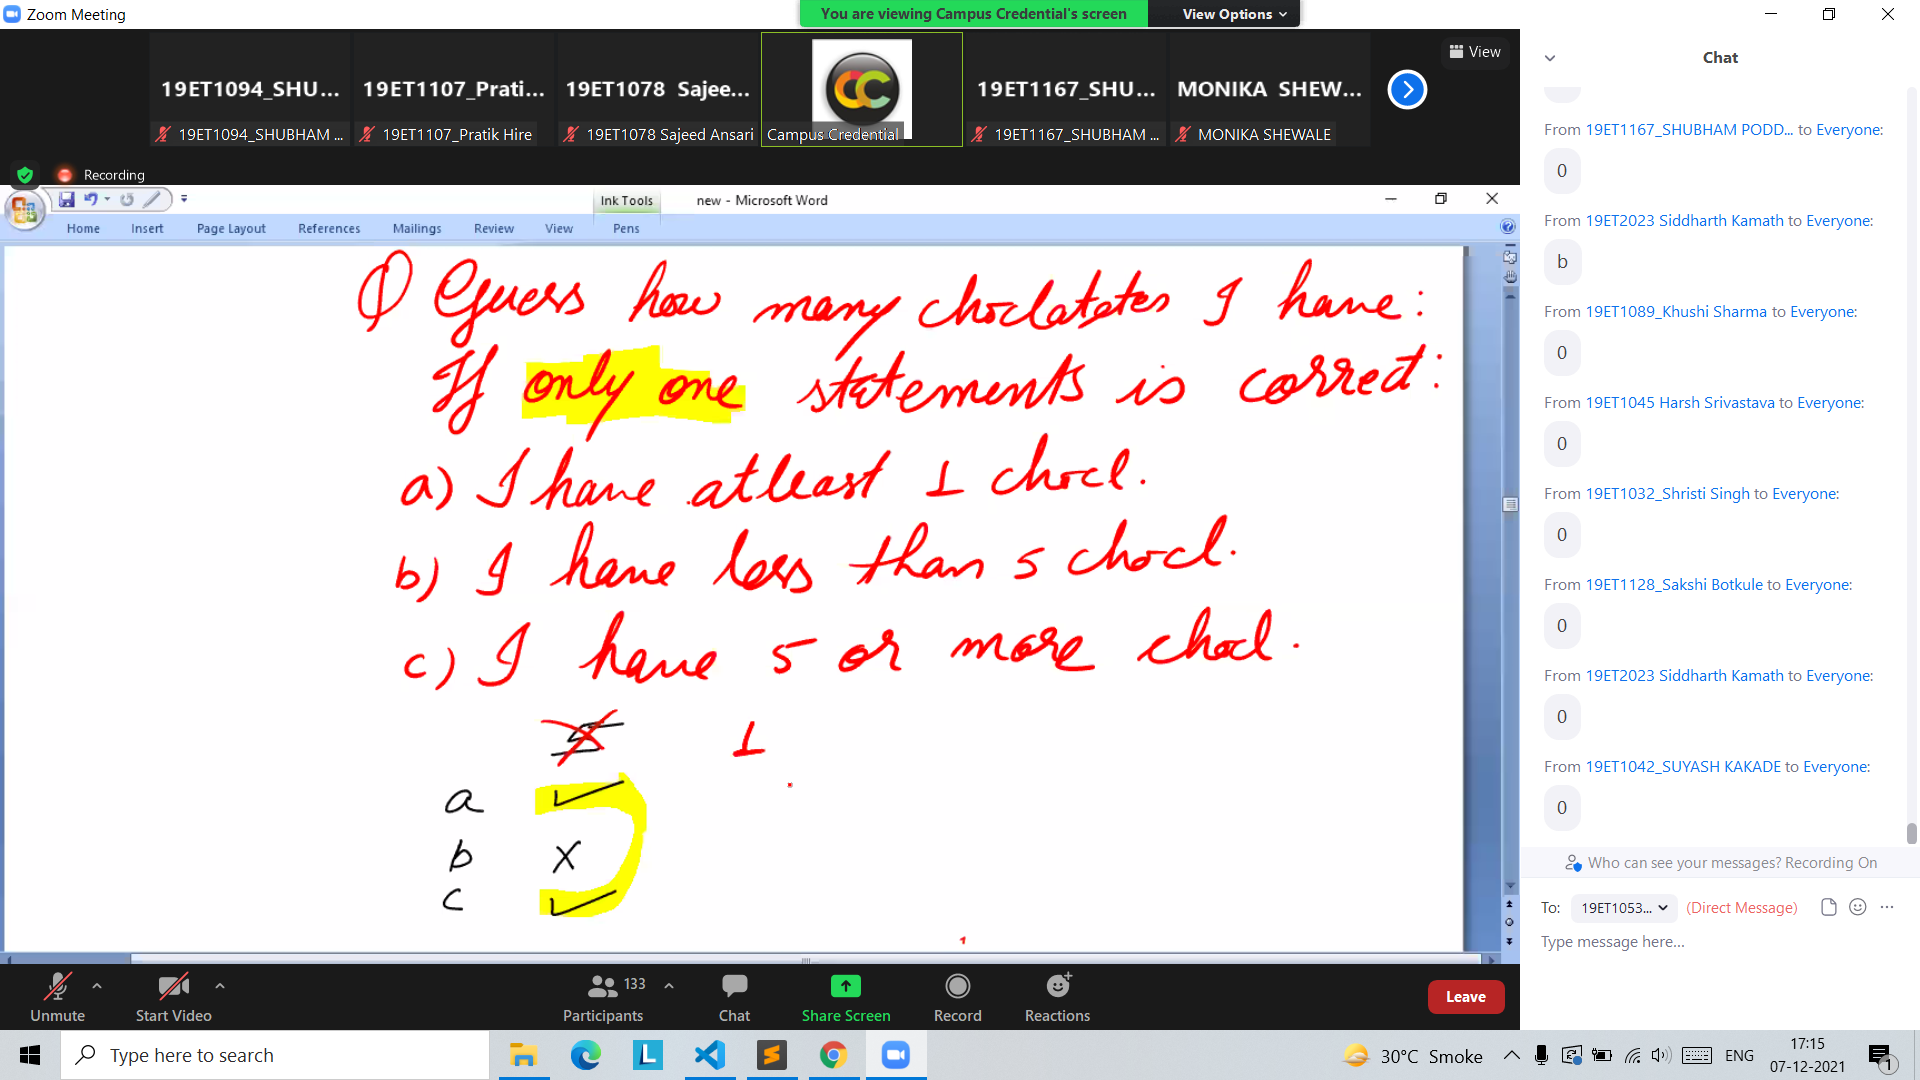 Zoom Meeting
You are viewing Campus Credential's screen
View Options
19ET1094_SHU...
19ET1107_Prati...
19ET1078 Sajee...
19ET1167_SHU...
MONIKA SHEW...
19ET1094_SHUBHAM ...
19ET1107_Pratik Hire
19ET1078 Sajeed Ansari
Campus Credential
19ET1167_SHUBHAM ...
MONIKA SHEWALE
View
Recording
Ink Tools
new - Microsoft Word
Home
Insert
Page Layout
References
Mailings
Review
View
Pens
Q Guess how many choclatetes I have:
If only one statements is correct:
a) I have atleast 1 chocl.
b) I have less than 5 chocl.
c) I have 5 or more chocl.
5 1
a ✓
b X
c ✓
Chat
From 19ET1167_SHUBHAM PODD... to Everyone:
0
From 19ET2023 Siddharth Kamath to Everyone:
b
From 19ET1089_Khushi Sharma to Everyone:
0
From 19ET1045 Harsh Srivastava to Everyone:
0
From 19ET1032_Shristi Singh to Everyone:
0
From 19ET1128_Sakshi Botkule to Everyone:
0
From 19ET2023 Siddharth Kamath to Everyone:
0
From 19ET1042_SUYASH KAKADE to Everyone:
0
Who can see your messages? Recording On
To: 19ET1053... (Direct Message)
Type message here...
Unmute
Start Video
133
Participants
Chat
Share Screen
Record
Reactions
Leave
Type here to search
30°C Smoke
ENG
17:15
07-12-2021
1